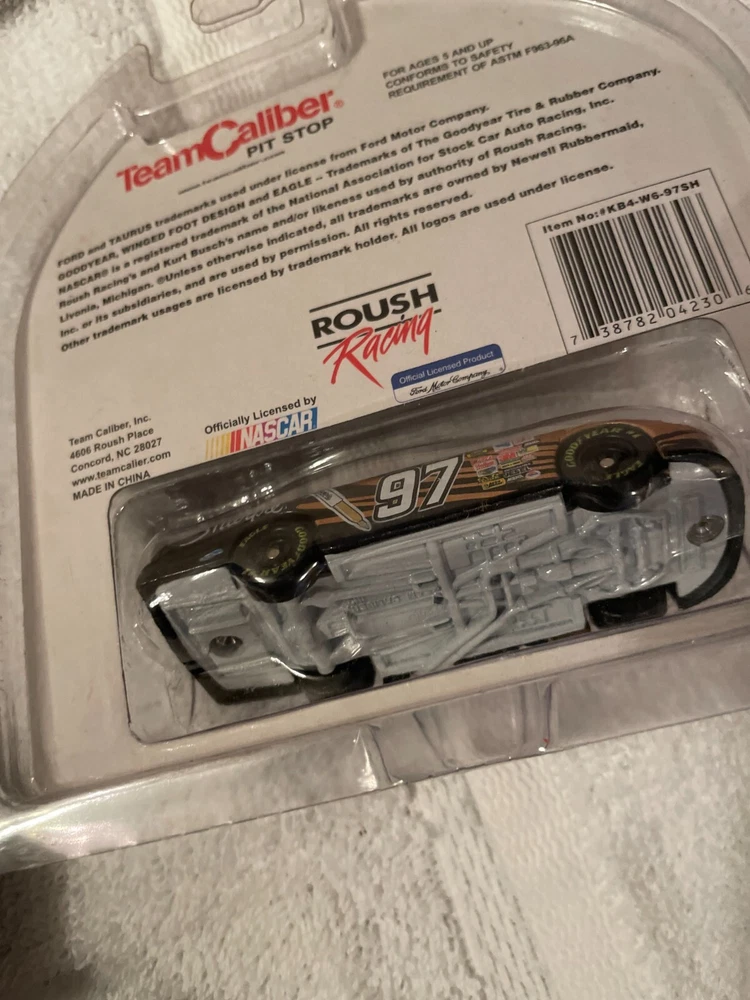 FOR AGES 5 AND UP
CONFORMS TO SAFETY
REQUIREMENT OF ASTM F963-96A
TeamCaliber®
PIT STOP
www.teamcaliber.com
FORD and TAURUS trademarks used under license from Ford Motor Company.
GOODYEAR, WINGED FOOT DESIGN and EAGLE – Trademarks of The Goodyear Tire & Rubber Company.
NASCAR® is a registered trademark of the National Association for Stock Car Auto Racing, Inc.
Roush Racing's and Kurt Busch's name and/or likeness used by authority of Roush Racing,
Livonia, Michigan. ®Unless otherwise indicated, all trademarks are owned by Newell Rubbermaid,
Inc. or its subsidiaries, and are used by permission. All rights reserved.
Other trademark usages are licensed by trademark holder. All logos are used under license.
Item No:#KB4-W6-97SH
7 38782 04230 6
ROUSH
Racing
Official Licensed Product
Ford Motor Company
Officially Licensed by
NASCAR
Team Caliber, Inc.
4606 Roush Place
Concord, NC 28027
www.teamcalier.com
MADE IN CHINA
97
Sharpie
GOODYEAR #1
EAGLE
GOODYEAR